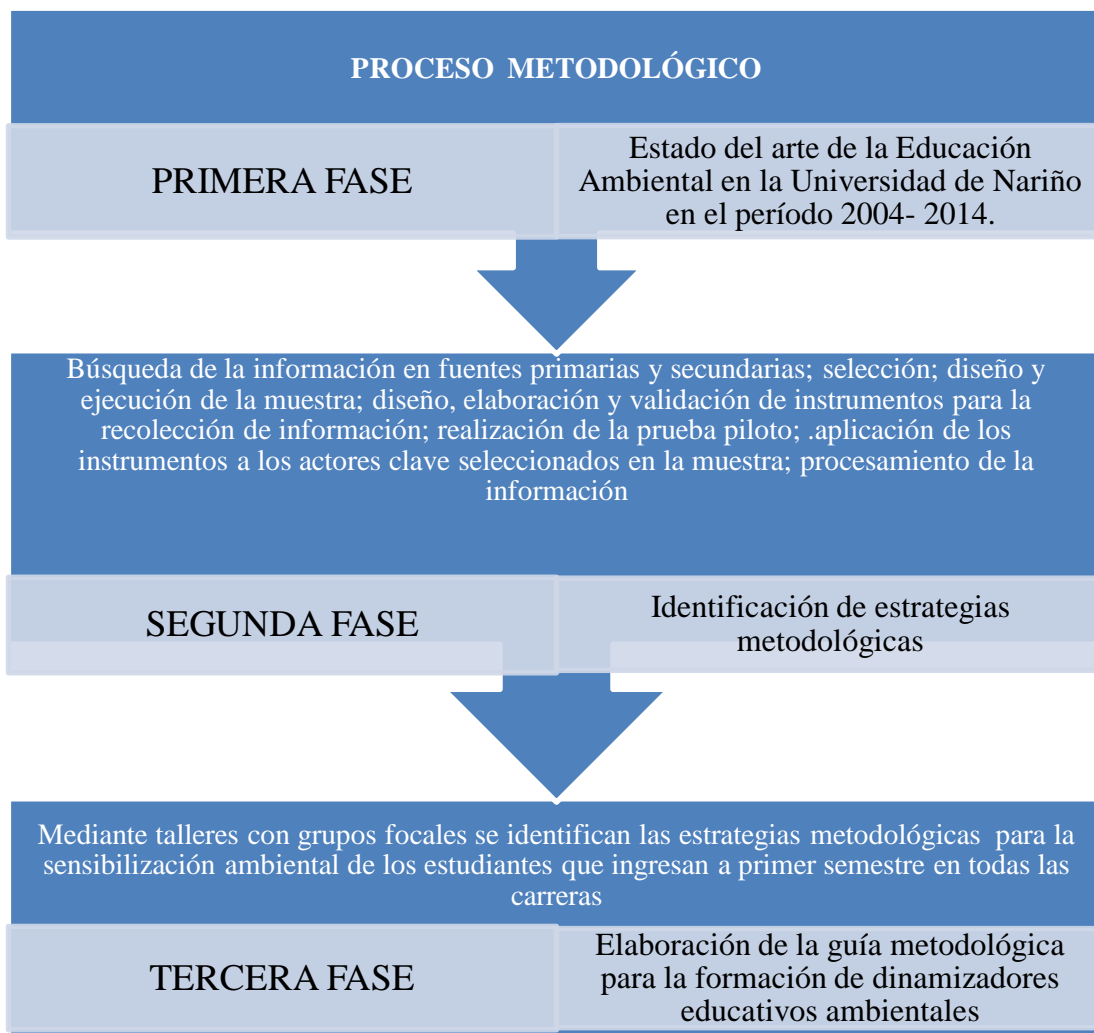 PROCESO METODOLÓGICO
PRIMERA FASE
Estado del arte de la Educación
Ambiental en la Universidad de Nariño
en el período 2004- 2014.
Búsqueda de la información en fuentes primarias y secundarias; selección; diseño y
ejecución de la muestra; diseño, elaboración y validación de instrumentos para la
recolección de información; realización de la prueba piloto; .aplicación de los
instrumentos a los actores clave seleccionados en la muestra; procesamiento de la
información
SEGUNDA FASE
Identificación de estrategias
metodológicas
Mediante talleres con grupos focales se identifican las estrategias metodológicas para la
sensibilización ambiental de los estudiantes que ingresan a primer semestre en todas las
carreras
TERCERA FASE
Elaboración de la guía metodológica
para la formación de dinamizadores
educativos ambientales